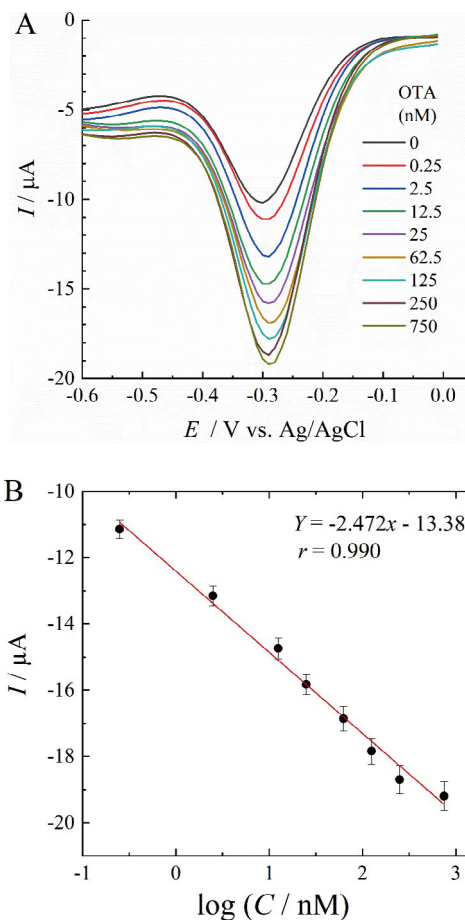 A
0
-5
-10
-15
-20
I / μA
OTA
(nM)
0
0.25
2.5
12.5
25
62.5
125
250
750
-0.6 -0.5 -0.4 -0.3 -0.2 -0.1 0.0
E / V vs. Ag/AgCl
B
-10
-12
-14
-16
-18
-20
I / μA
Y = -2.472x - 13.38
r = 0.990
-1 0 1 2 3
log (C / nM)